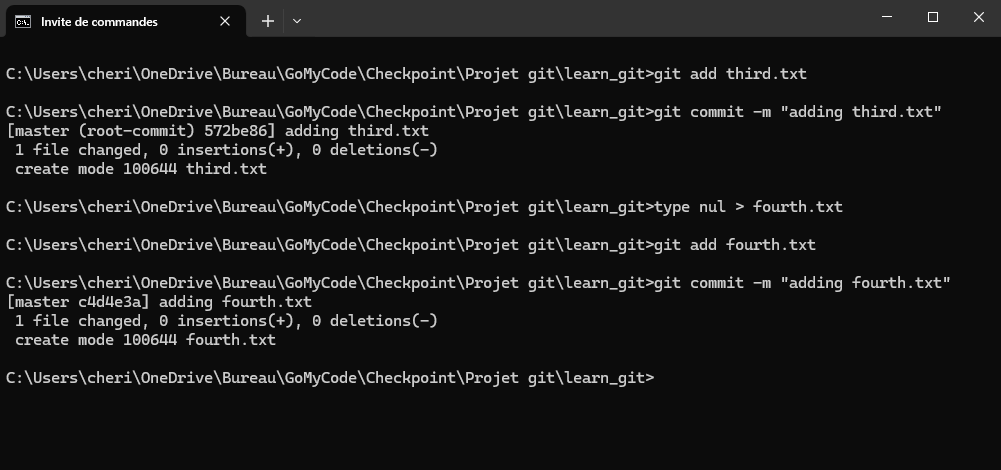 Invite de commandes
C:\Users\cheri\OneDrive\Bureau\GoMyCode\Checkpoint\Projet git\learn_git>git add third.txt
C:\Users\cheri\OneDrive\Bureau\GoMyCode\Checkpoint\Projet git\learn_git>git commit -m "adding third.txt"
[master (root-commit) 572be86] adding third.txt
 1 file changed, 0 insertions(+), 0 deletions(-)
 create mode 100644 third.txt
C:\Users\cheri\OneDrive\Bureau\GoMyCode\Checkpoint\Projet git\learn_git>type nul > fourth.txt
C:\Users\cheri\OneDrive\Bureau\GoMyCode\Checkpoint\Projet git\learn_git>git add fourth.txt
C:\Users\cheri\OneDrive\Bureau\GoMyCode\Checkpoint\Projet git\learn_git>git commit -m "adding fourth.txt"
[master c4d4e3a] adding fourth.txt
 1 file changed, 0 insertions(+), 0 deletions(-)
 create mode 100644 fourth.txt
C:\Users\cheri\OneDrive\Bureau\GoMyCode\Checkpoint\Projet git\learn_git>